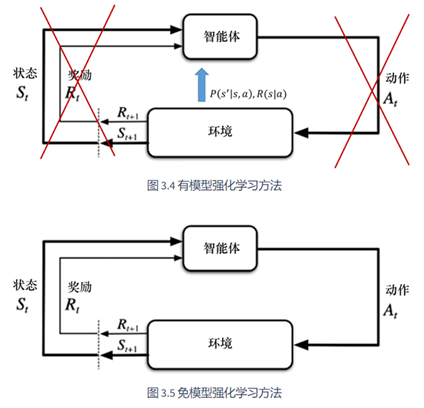 智能体
状态
S_t
奖励
R_t
P(s'|s,a),R(s|a)
动作
A_t
R_{t+1}
S_{t+1}
环境
图 3.4 有模型强化学习方法
智能体
状态
S_t
奖励
R_t
动作
A_t
R_{t+1}
S_{t+1}
环境
图 3.5 免模型强化学习方法